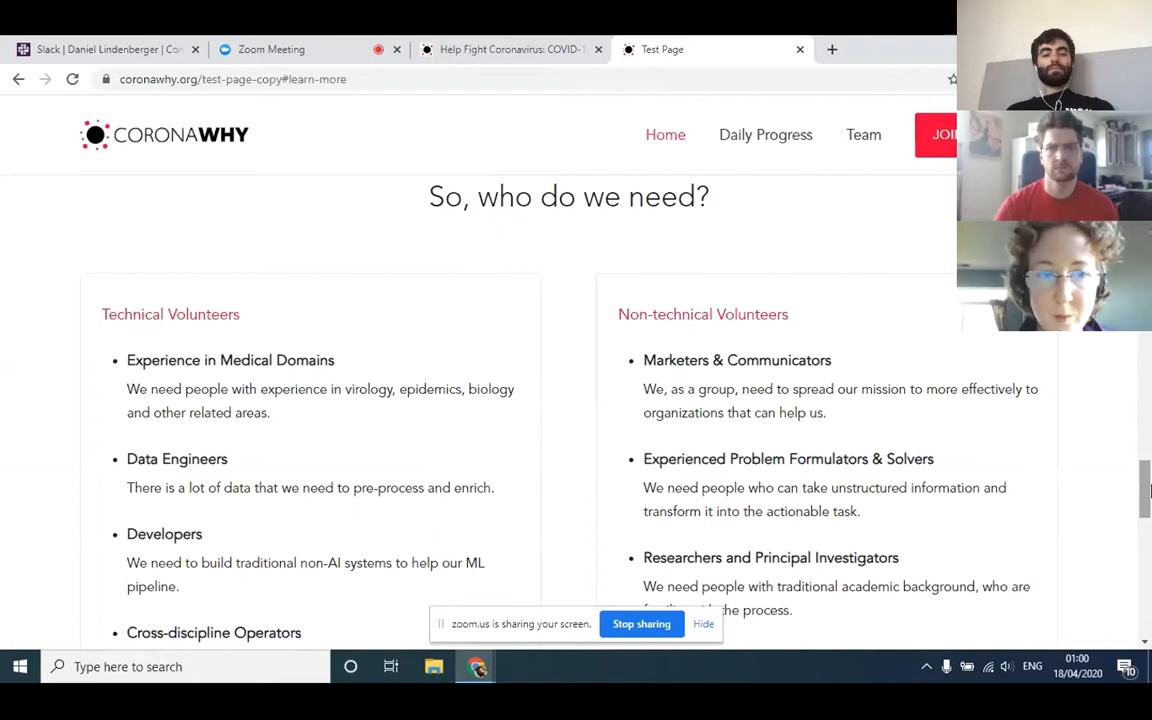 Slack | Daniel Lindenberger | Co
Zoom Meeting
Help Fight Coronavirus: COVID-1
Test Page
coronawhy.org/test-page-copy#learn-more
CORONAWHY
Home
Daily Progress
Team
JOI
So, who do we need?
Technical Volunteers
Experience in Medical Domains
We need people with experience in virology, epidemics, biology
and other related areas.
Data Engineers
There is a lot of data that we need to pre-process and enrich.
Developers
We need to build traditional non-AI systems to help our ML
pipeline.
Cross-discipline Operators
Non-technical Volunteers
Marketers & Communicators
We, as a group, need to spread our mission to more effectively to
organizations that can help us.
Experienced Problem Formulators & Solvers
We need people who can take unstructured information and
transform it into the actionable task.
Researchers and Principal Investigators
We need people with traditional academic background, who are
the process.
zoom.us is sharing your screen.
Stop sharing
Hide
Type here to search
ENG
01:00
18/04/2020
10